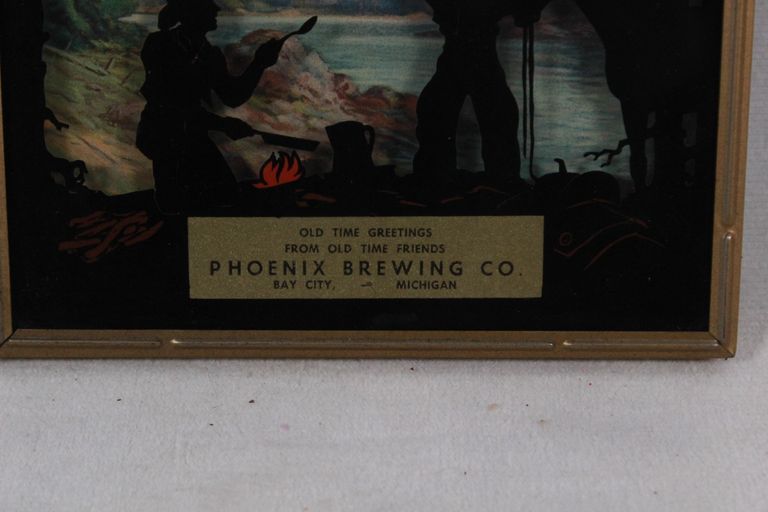 OLD TIME GREETINGS
FROM OLD TIME FRIENDS
PHOENIX BREWING CO.
BAY CITY, — MICHIGAN